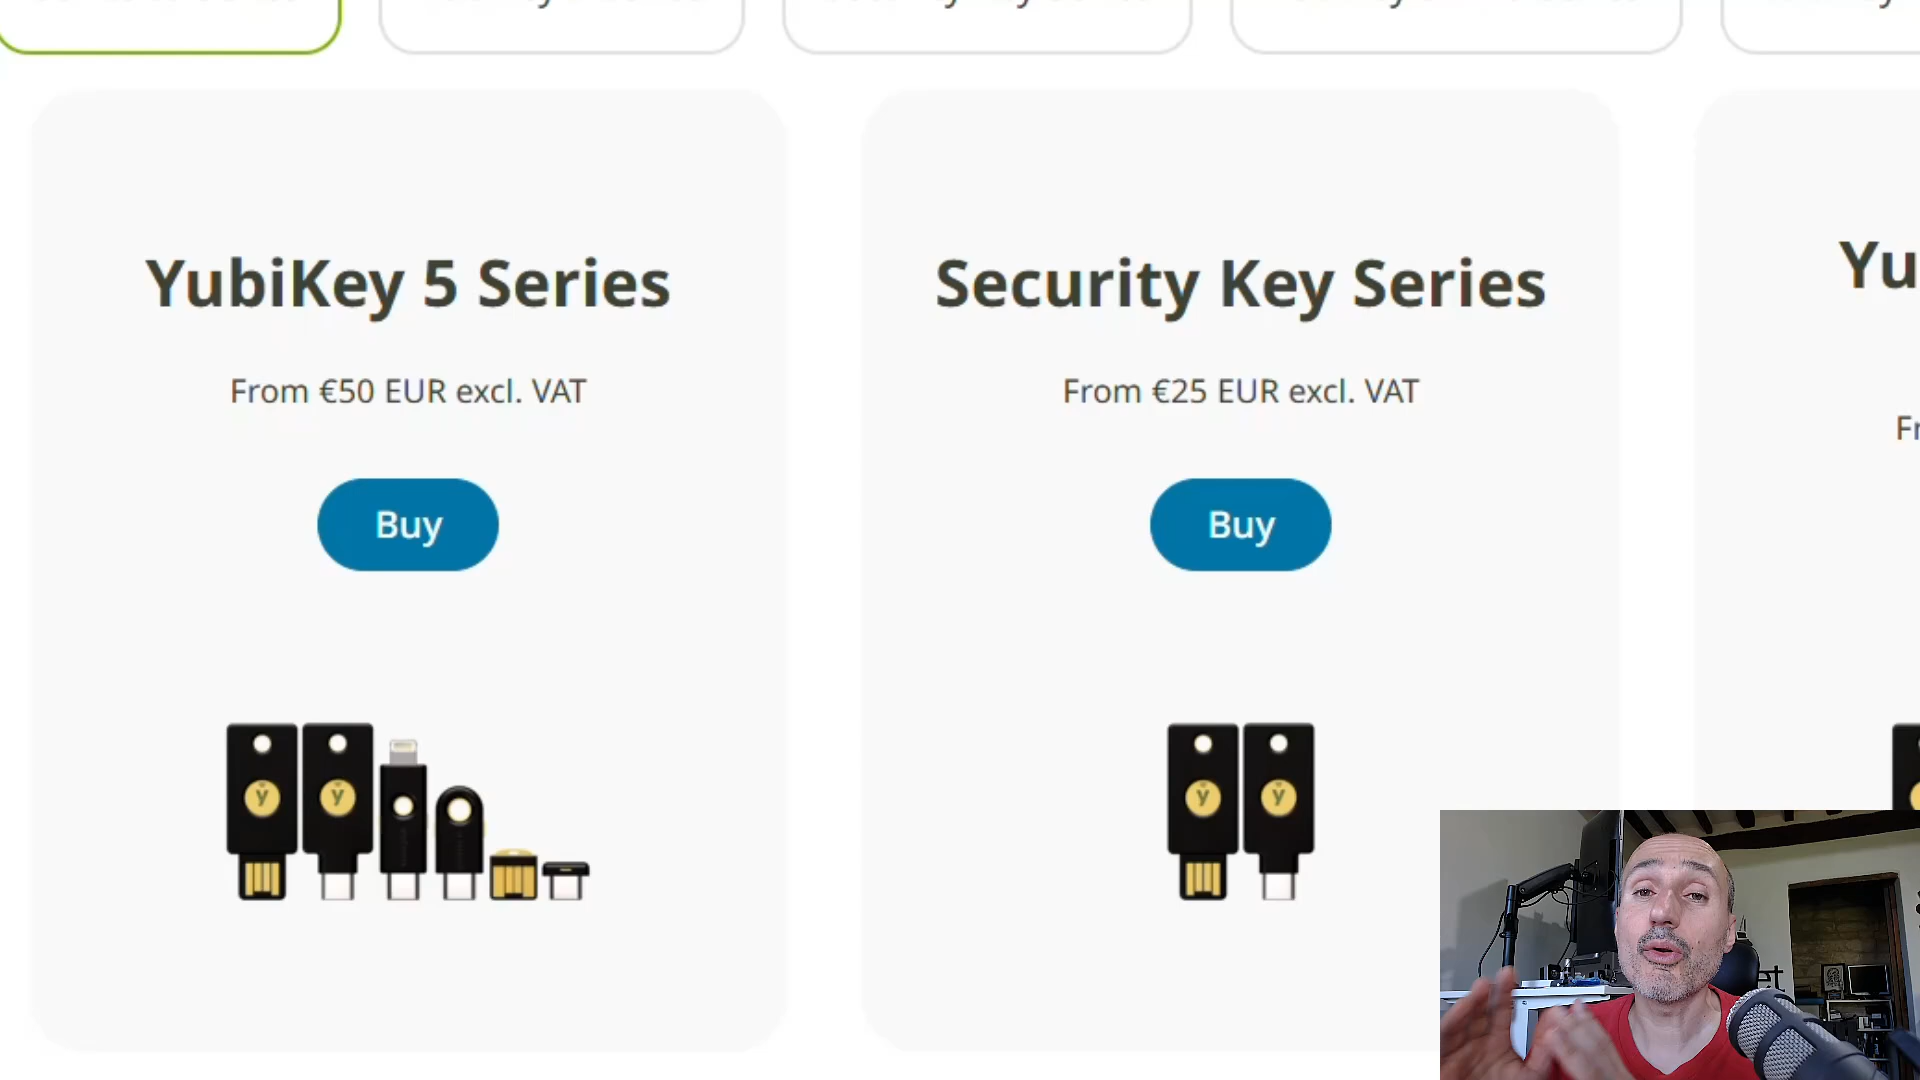 YubiKey 5 Series
From €50 EUR excl. VAT
Buy
Security Key Series
From €25 EUR excl. VAT
Buy
Yu
Fr